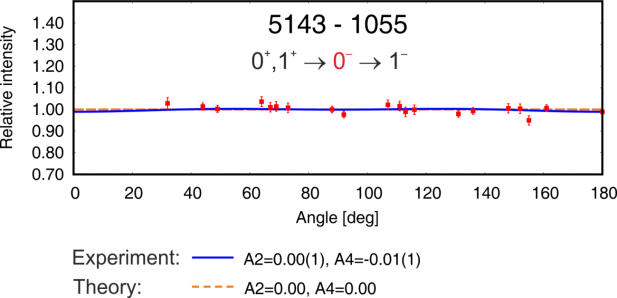 5143 - 1055
0⁺,1⁺ → 0⁻ → 1⁻
Relative intensity
1.40
1.30
1.20
1.10
1.00
0.90
0.80
0.70
0 20 40 60 80 100 120 140 160 180
Angle [deg]
Experiment: A2=0.00(1), A4=-0.01(1)
Theory: A2=0.00, A4=0.00